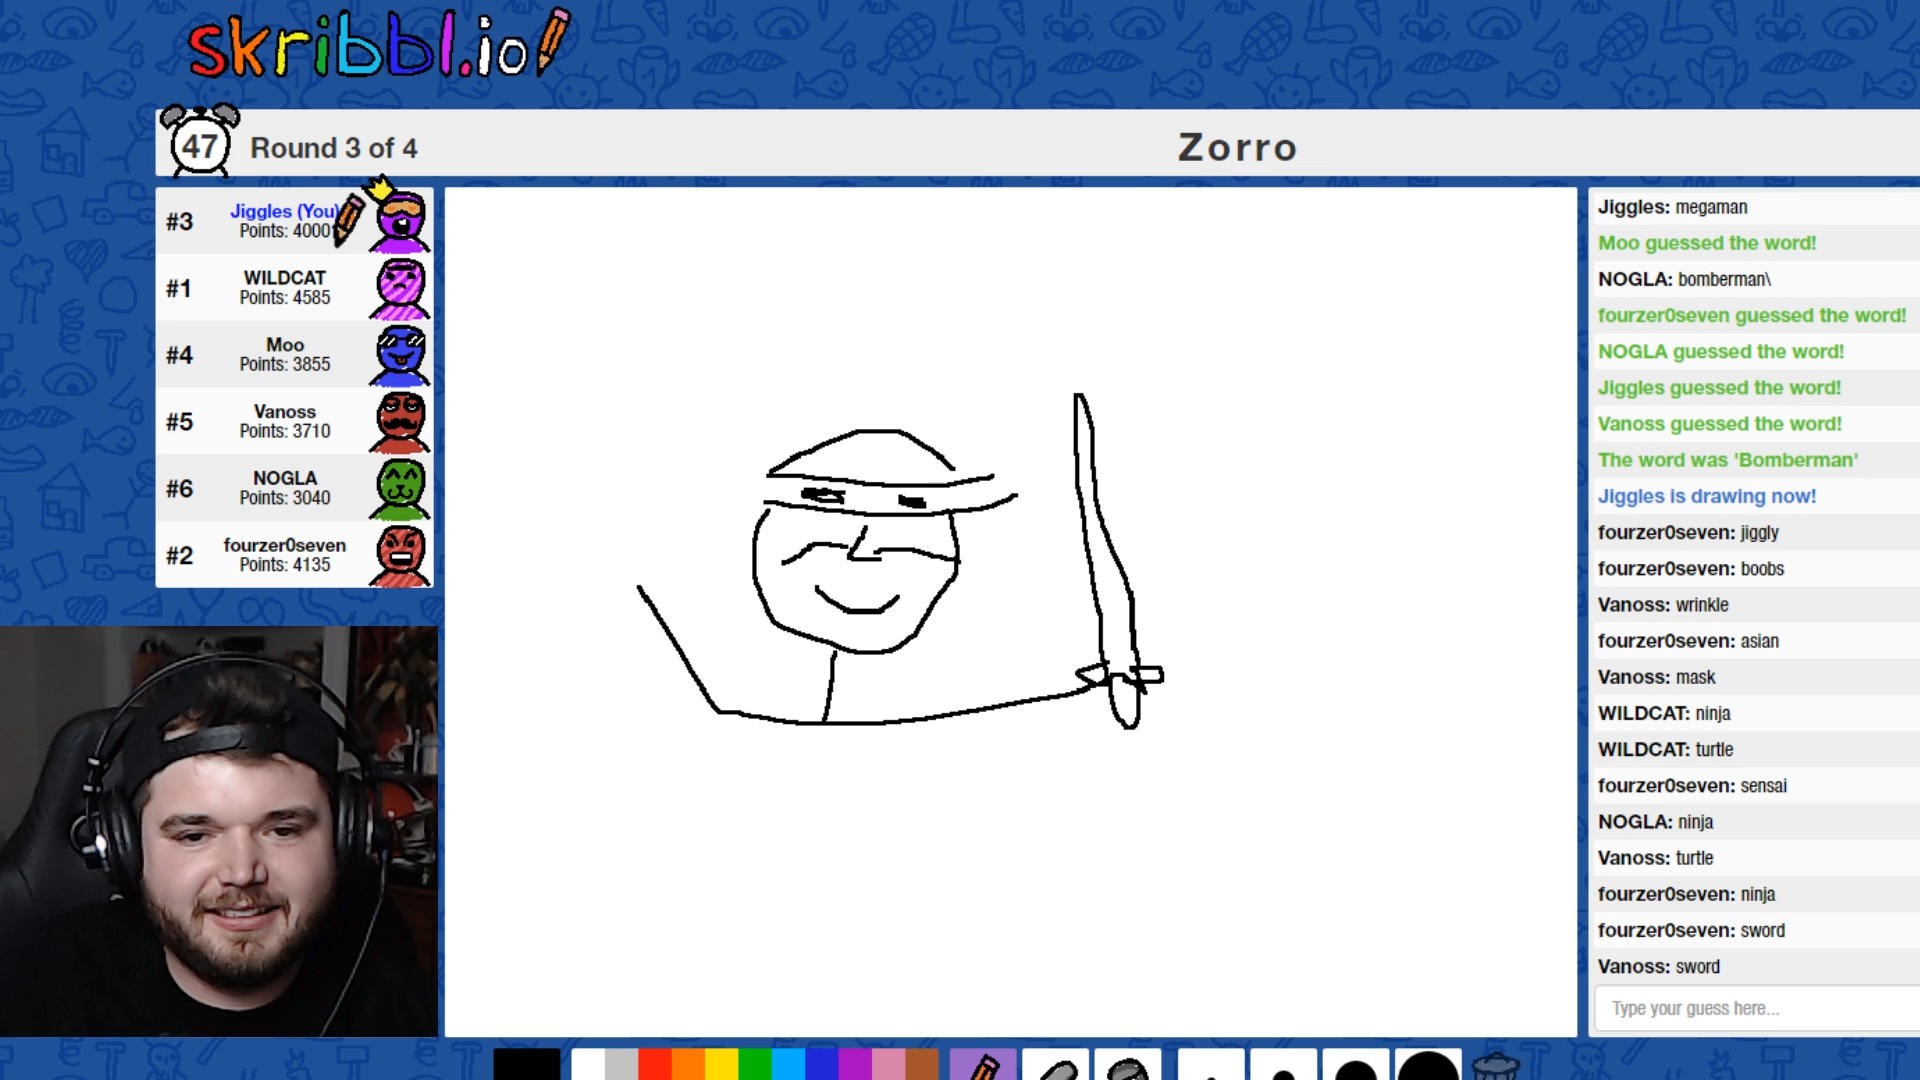 skribbl.io
47
Round 3 of 4
Zorro
#3
Jiggles (You)
Points: 4000
#1
WILDCAT
Points: 4585
#4
Moo
Points: 3855
#5
Vanoss
Points: 3710
#6
NOGLA
Points: 3040
#2
fourzer0seven
Points: 4135
Jiggles: megaman
Moo guessed the word!
NOGLA: bomberman\
fourzer0seven guessed the word!
NOGLA guessed the word!
Jiggles guessed the word!
Vanoss guessed the word!
The word was 'Bomberman'
Jiggles is drawing now!
fourzer0seven: jiggly
fourzer0seven: boobs
Vanoss: wrinkle
fourzer0seven: asian
Vanoss: mask
WILDCAT: ninja
WILDCAT: turtle
fourzer0seven: sensai
NOGLA: ninja
Vanoss: turtle
fourzer0seven: ninja
fourzer0seven: sword
Vanoss: sword
Type your guess here...